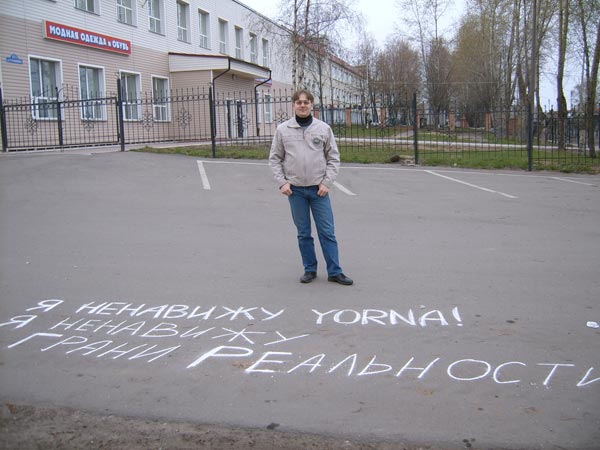 МОДНАЯ ОДЕЖДА и ОБУВЬ
Я НЕНАВИЖУ YORNA!
Я НЕНАВИЖУ
ГРАНИ РЕАЛЬНОСТИ